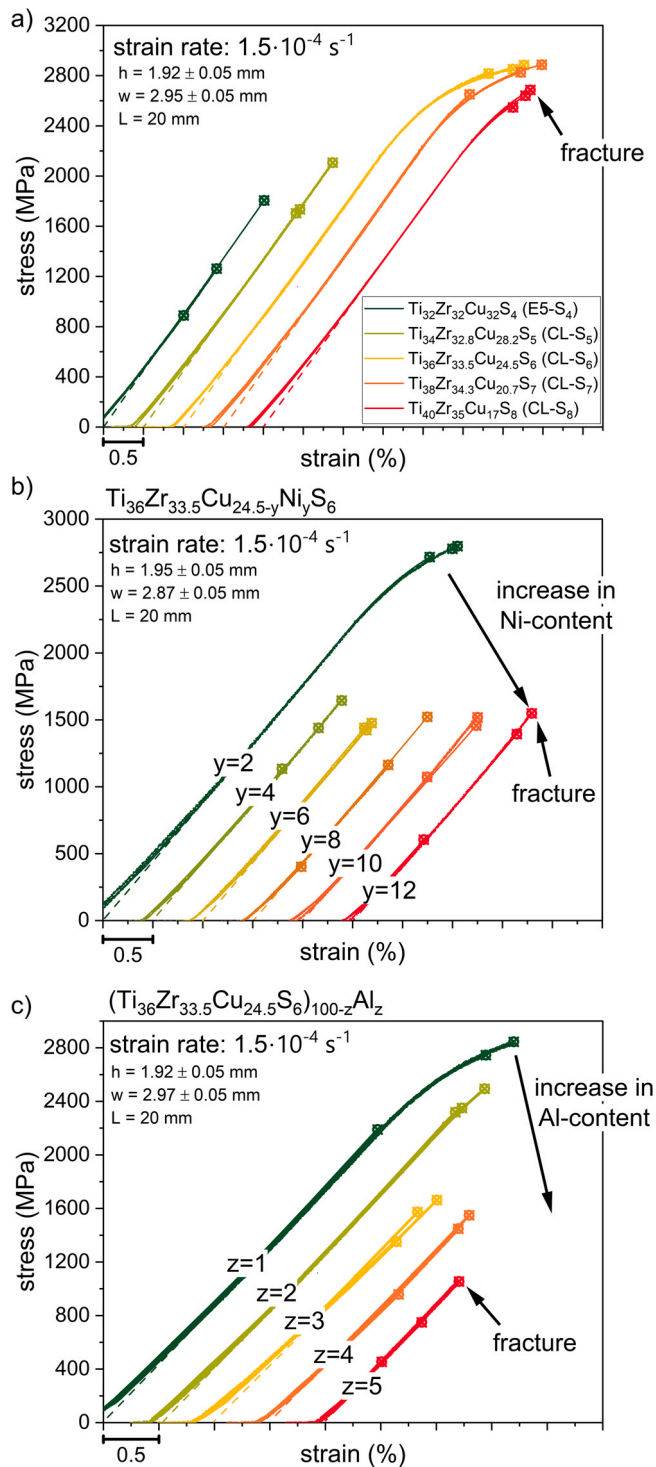 a)
3200
2800
2400
2000
1600
1200
800
400
0
stress (MPa)
strain rate: 1.5·10⁻⁴ s⁻¹
h = 1.92 ± 0.05 mm
w = 2.95 ± 0.05 mm
L = 20 mm
fracture
Ti₃₂Zr₃₂Cu₃₂S₄ (E5-S₄)
Ti₃₄Zr₃₂.₈Cu₂₈.₂S₅ (CL-S₅)
Ti₃₆Zr₃₃.₅Cu₂₄.₅S₆ (CL-S₆)
Ti₃₈Zr₃₄.₃Cu₂₀.₇S₇ (CL-S₇)
Ti₄₀Zr₃₅Cu₁₇S₈ (CL-S₈)
0.5
strain (%)
b)
Ti₃₆Zr₃₃.₅Cu₂₄.₅₋yNiyS₆
3000
2500
2000
1500
1000
500
0
stress (MPa)
strain rate: 1.5·10⁻⁴ s⁻¹
h = 1.95 ± 0.05 mm
w = 2.87 ± 0.05 mm
L = 20 mm
increase in
Ni-content
y=2
y=4
y=6
y=8
y=10
y=12
fracture
0.5
strain (%)
c)
(Ti₃₆Zr₃₃.₅Cu₂₄.₅S₆)₁₀₀₋zAlz
2800
2400
2000
1600
1200
800
400
0
stress (MPa)
strain rate: 1.5·10⁻⁴ s⁻¹
h = 1.92 ± 0.05 mm
w = 2.97 ± 0.05 mm
L = 20 mm
increase in
Al-content
z=1
z=2
z=3
z=4
z=5
fracture
0.5
strain (%)